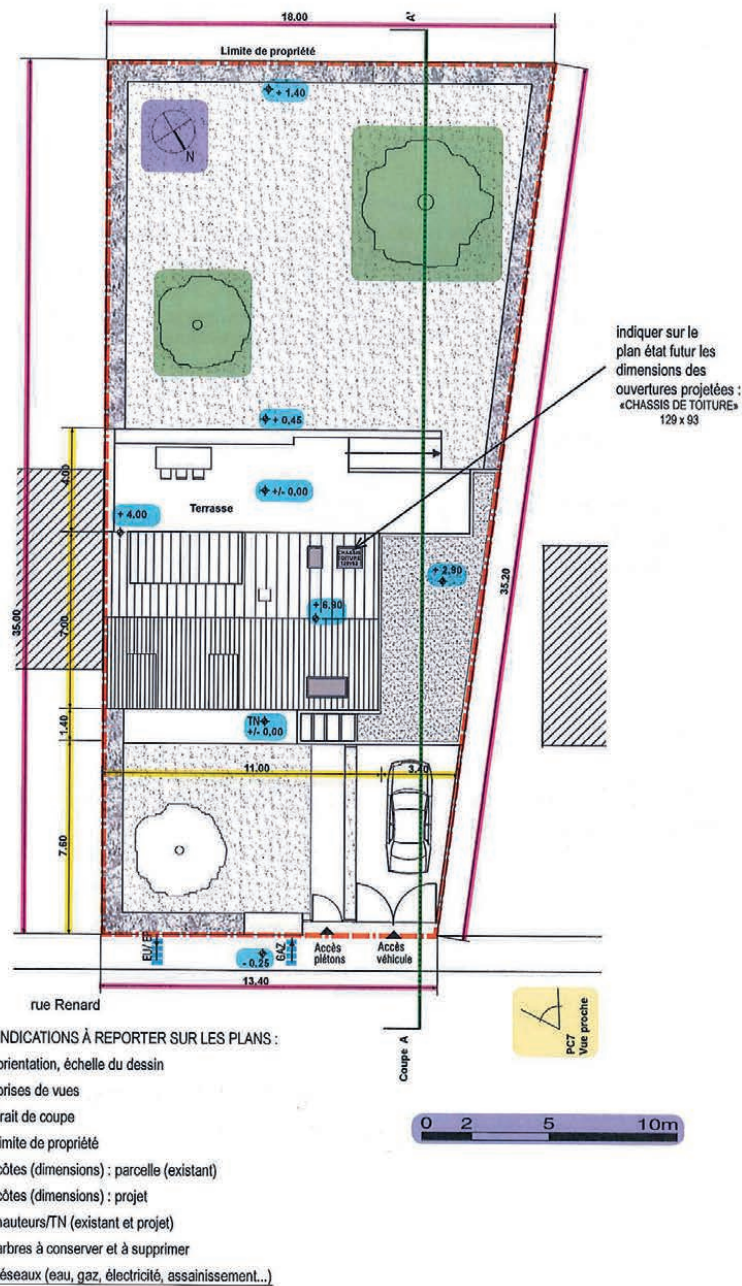 18.00
A'
Limite de propriété
+ 1.40
N
indiquer sur le
plan état futur les
dimensions des
ouvertures projetées :
«CHASSIS DE TOITURE»
129 x 93
+ 0,45
4.00
+/- 0,00
Terrasse
+ 4.00
CHASSIS
TOITURE
+ 2.90
35.20
35.00
7.00
+ 6,90
1.40
TN
+/- 0,00
11.00
3.40
7.60
EU/ EP
- 0.25
GAZ
Accès
piétons
Accès
véhicule
13.40
rue Renard
Coupe A
PC7
Vue proche
NDICATIONS À REPORTER SUR LES PLANS :
orientation, échelle du dessin
prises de vues
rait de coupe
imite de propriété
côtes (dimensions) : parcelle (existant)
côtes (dimensions) : projet
hauteurs/TN (existant et projet)
arbres à conserver et à supprimer
réseaux (eau, gaz, électricité, assainissement...)
0 2 5 10m